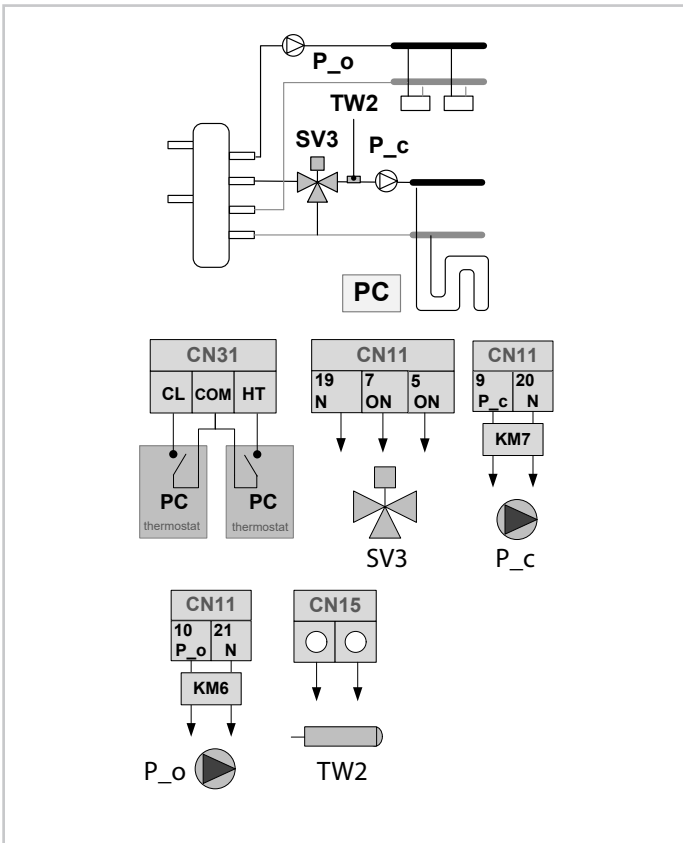 P_o
TW2
SV3
P_c
PC
CN31
CL COM HT
PC
thermostat
PC
thermostat
CN11
19 7 5
N ON ON
SV3
CN11
9 20
P_c N
KM7
P_c
CN11
10 21
P_o N
KM6
P_o
CN15
TW2